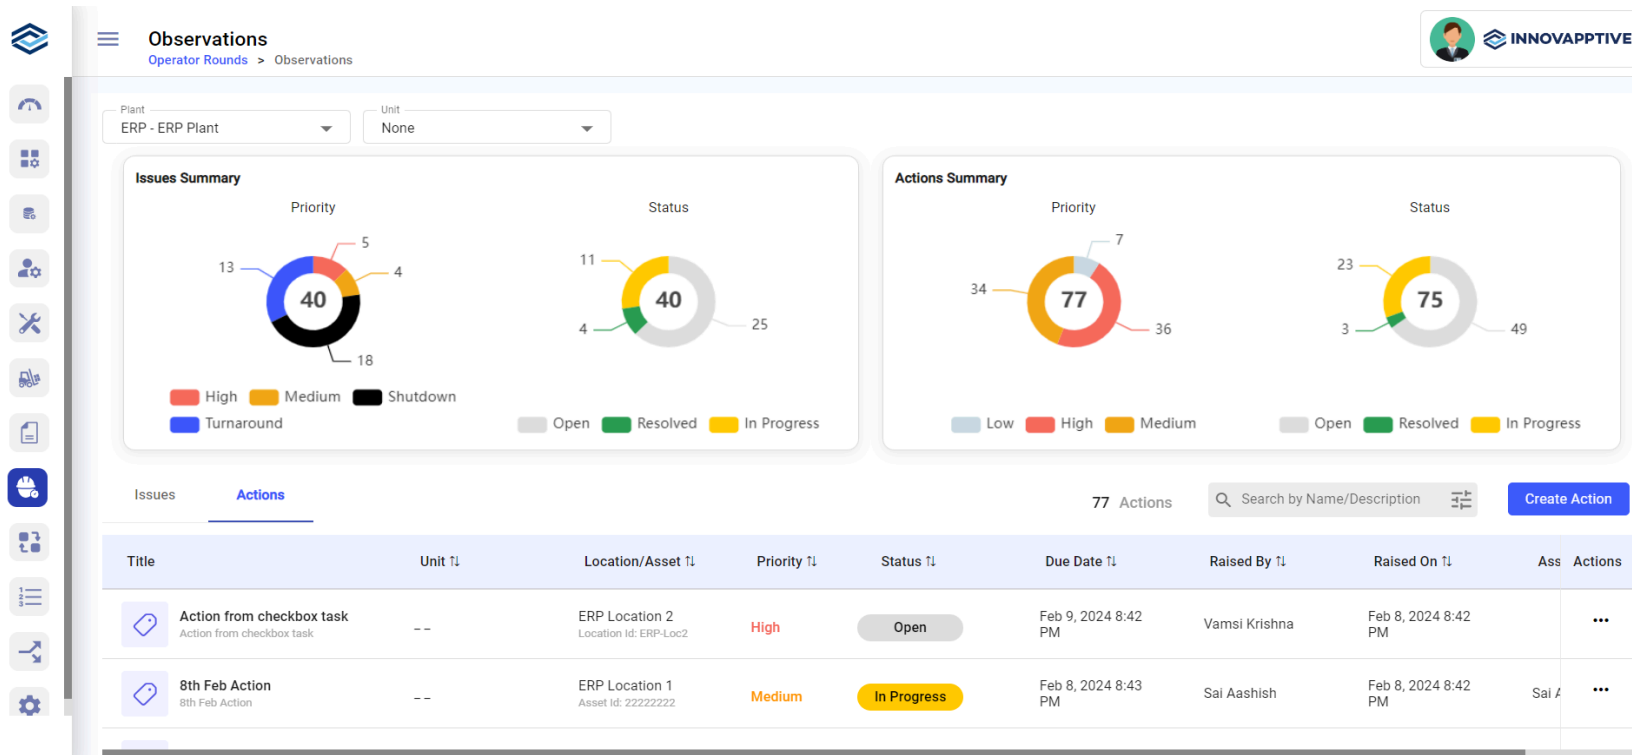 Observations
Operator Rounds > Observations
INNOVAPPTIVE
Plant
ERP - ERP Plant
Unit
None
Issues Summary
Priority
5
13
4
40
18
High Medium Shutdown
Turnaround
Status
11
40
4
25
Open Resolved In Progress
Actions Summary
Priority
7
34
77
36
Low High Medium
Status
23
75
3
49
Open Resolved In Progress
Issues Actions
77 Actions
Search by Name/Description
Create Action
Title Unit Location/Asset Priority Status Due Date Raised By Raised On Ass Actions
Action from checkbox task
Action from checkbox task
_ _
ERP Location 2
Location Id: ERP-Loc2
High
Open
Feb 9, 2024 8:42
PM
Vamsi Krishna
Feb 8, 2024 8:42
PM
...
8th Feb Action
8th Feb Action
_ _
ERP Location 1
Asset Id: 22222222
Medium
In Progress
Feb 8, 2024 8:43
PM
Sai Aashish
Feb 8, 2024 8:42
PM
Sai A
...